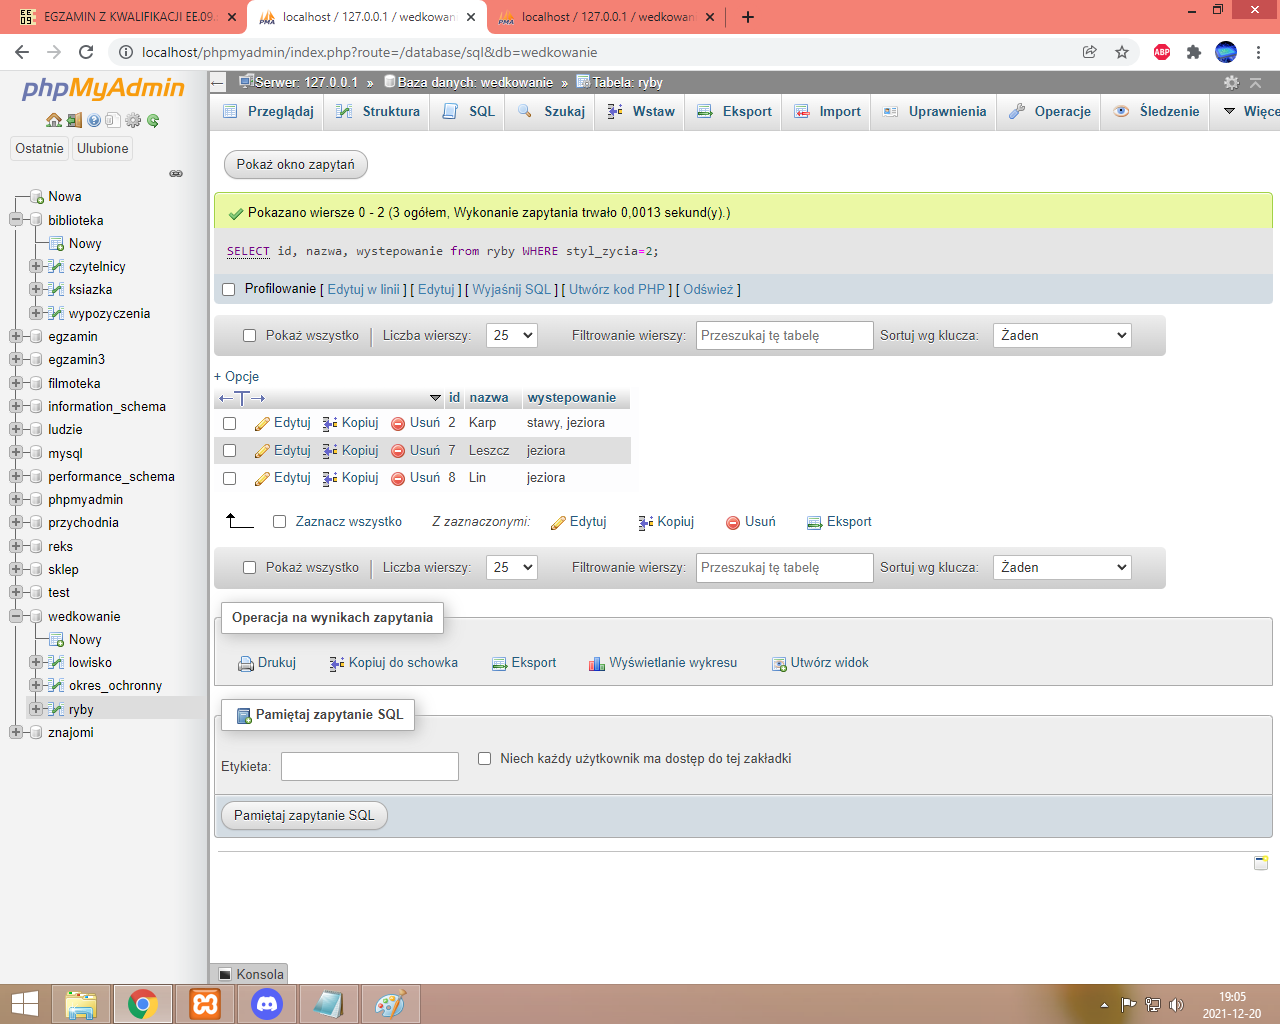 EGZAMIN Z KWALIFIKACJI EE.09
localhost / 127.0.0.1 / wedkowani
localhost / 127.0.0.1 / wedkowan
localhost/phpmyadmin/index.php?route=/database/sql&db=wedkowanie
ABP
phpMyAdmin
Ostatnie
Ulubione
Nowa
biblioteka
Nowy
czytelnicy
ksiazka
wypozyczenia
egzamin
egzamin3
filmoteka
information_schema
ludzie
mysql
performance_schema
phpmyadmin
przychodnia
reks
sklep
test
wedkowanie
Nowy
lowisko
okres_ochronny
ryby
znajomi
Serwer: 127.0.0.1 » Baza danych: wedkowanie » Tabela: ryby
Przeglądaj Struktura SQL Szukaj Wstaw Eksport Import Uprawnienia Operacje Śledzenie Więce
Pokaż okno zapytań
Pokazano wiersze 0 - 2 (3 ogółem, Wykonanie zapytania trwało 0,0013 sekund(y).)
SELECT id, nazwa, wystepowanie from ryby WHERE styl_zycia=2;
Profilowanie [ Edytuj w linii ] [ Edytuj ] [ Wyjaśnij SQL ] [ Utwórz kod PHP ] [ Odśwież ]
Pokaż wszystko Liczba wierszy: 25 Filtrowanie wierszy: Przeszukaj tę tabelę Sortuj wg klucza: Żaden
+ Opcje
id nazwa wystepowanie
Edytuj Kopiuj Usuń 2 Karp stawy, jeziora
Edytuj Kopiuj Usuń 7 Leszcz jeziora
Edytuj Kopiuj Usuń 8 Lin jeziora
Zaznacz wszystko Z zaznaczonymi: Edytuj Kopiuj Usuń Eksport
Pokaż wszystko Liczba wierszy: 25 Filtrowanie wierszy: Przeszukaj tę tabelę Sortuj wg klucza: Żaden
Operacja na wynikach zapytania
Drukuj Kopiuj do schowka Eksport Wyświetlanie wykresu Utwórz widok
Pamiętaj zapytanie SQL
Etykieta: Niech każdy użytkownik ma dostęp do tej zakładki
Pamiętaj zapytanie SQL
Konsola
19:05
2021-12-20